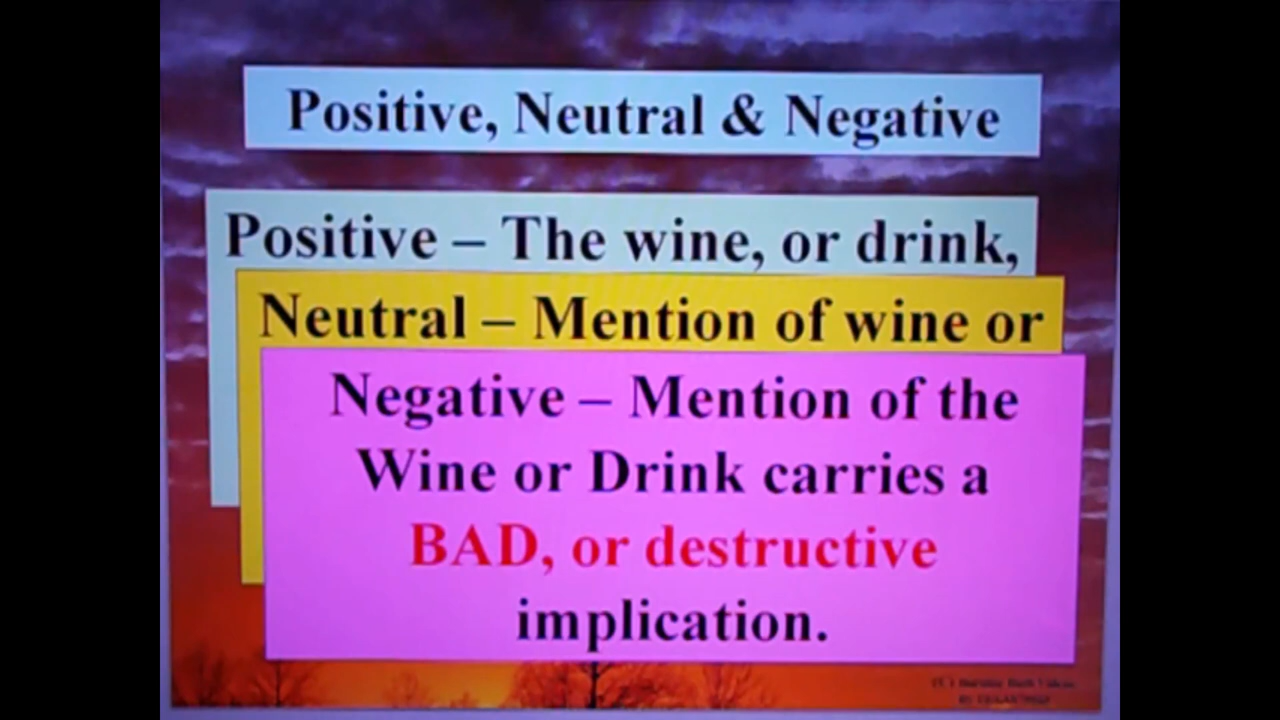 Positive, Neutral & Negative
Positive – The wine, or drink,
Neutral – Mention of wine or
Negative – Mention of the
Wine or Drink carries a
BAD, or destructive
implication.